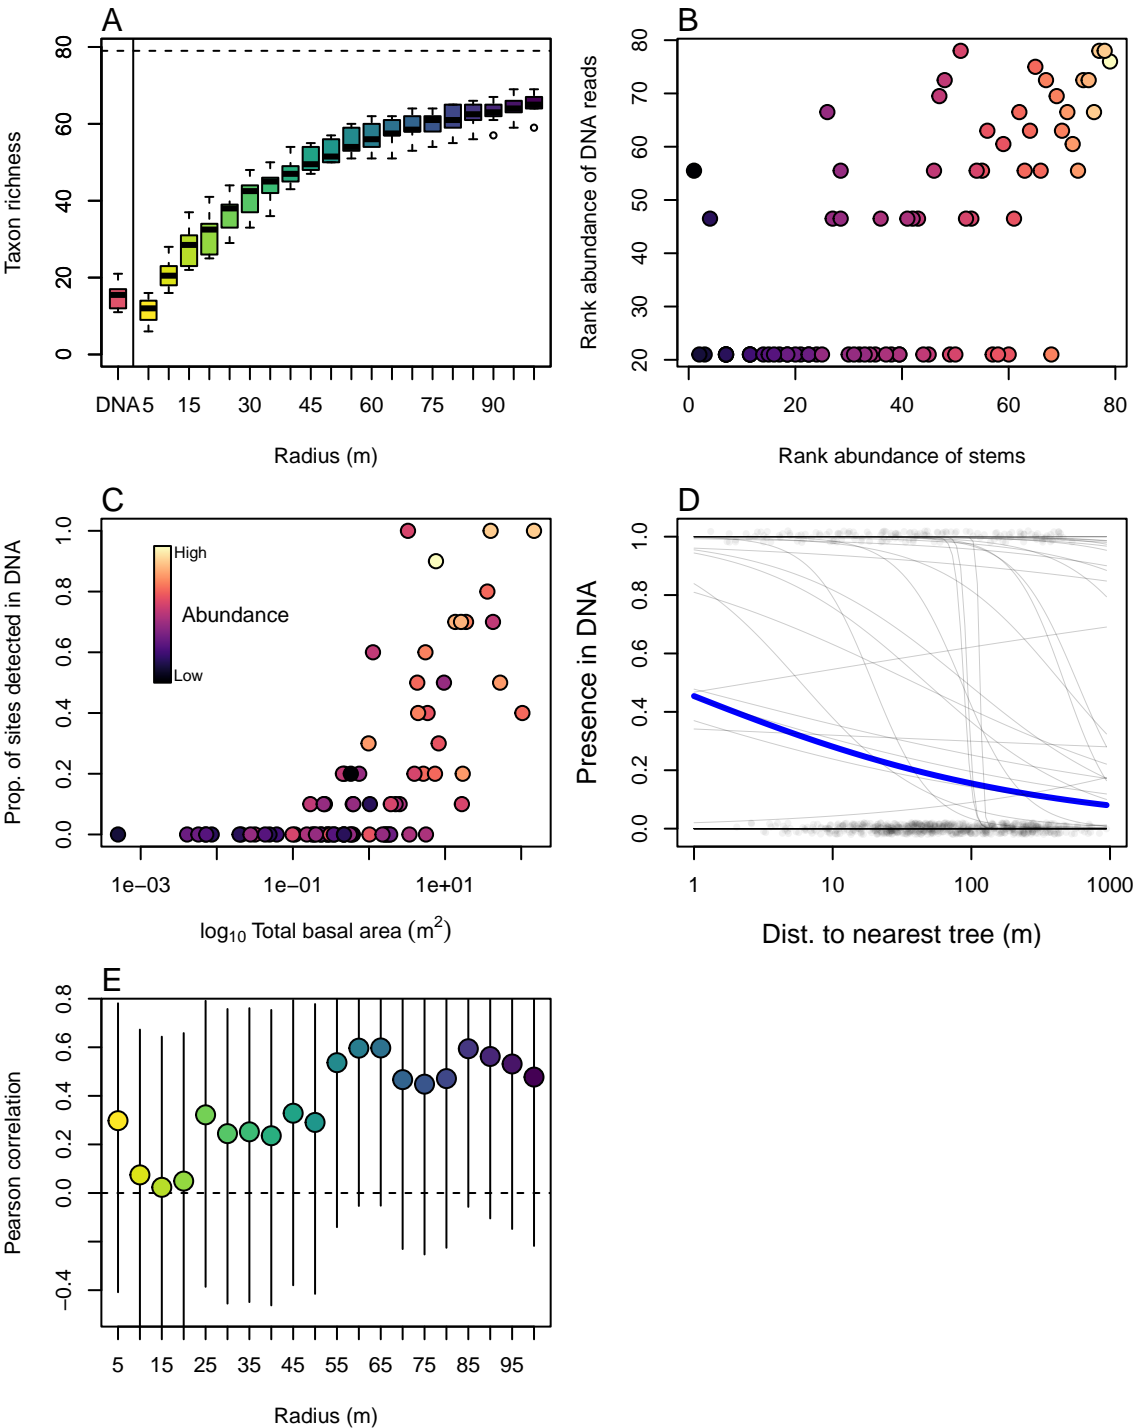 A
Taxon richness
80
60
40
20
0
DNA 5 15 30 45 60 75 90
Radius (m)
B
Rank abundance of DNA reads
80
70
60
50
40
30
20
0 20 40 60 80
Rank abundance of stems
C
Prop. of sites detected in DNA
1.0
0.8
0.6
0.4
0.2
0.0
High
Abundance
Low
1e−03 1e−01 1e+01
log10 Total basal area (m2)
D
Presence in DNA
1.0
0.8
0.6
0.4
0.2
0.0
1 10 100 1000
Dist. to nearest tree (m)
E
Pearson correlation
0.8
0.6
0.4
0.2
0.0
−0.4
5 15 25 35 45 55 65 75 85 95
Radius (m)